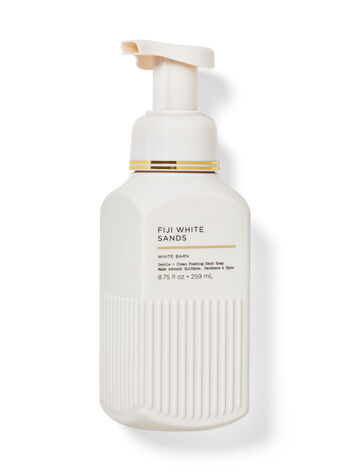 FIJI WHITE
SANDS
WHITE BARN
Gentle + Clean Foaming Hand Soap
Made without Sulfates, Parabens & Dyes
8.75 fl oz • 259 mL